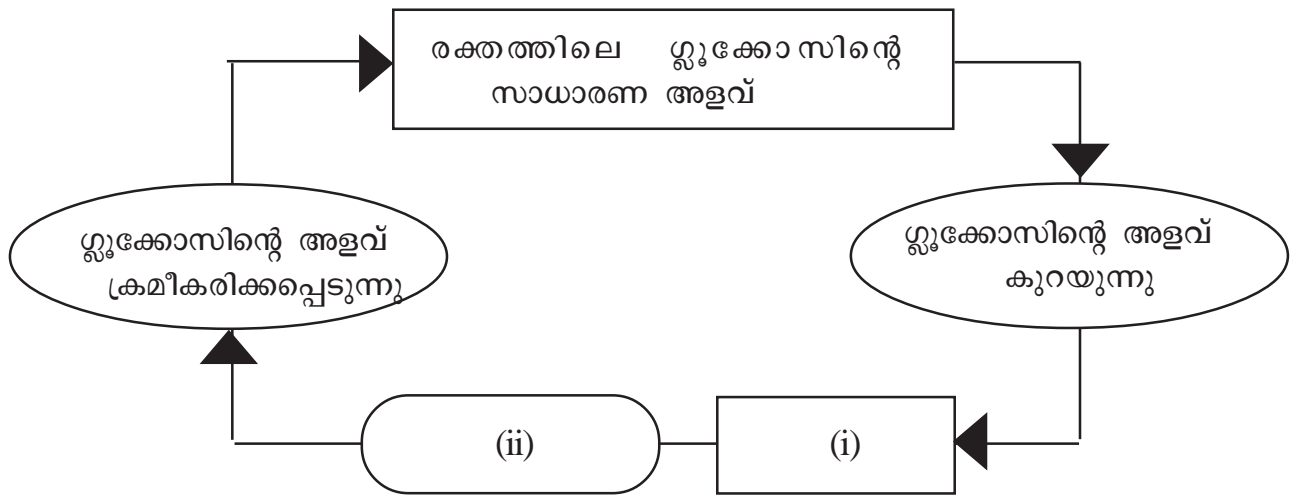 രക്തത്തിലെ ഗ്ലൂക്കോസിന്റെ
സാധാരണ അളവ്
ഗ്ലൂക്കോസിന്റെ അളവ്
ക്രമീകരിക്കപ്പെടുന്നു
ഗ്ലൂക്കോസിന്റെ അളവ്
കുറയുന്നു
(ii)
(i)